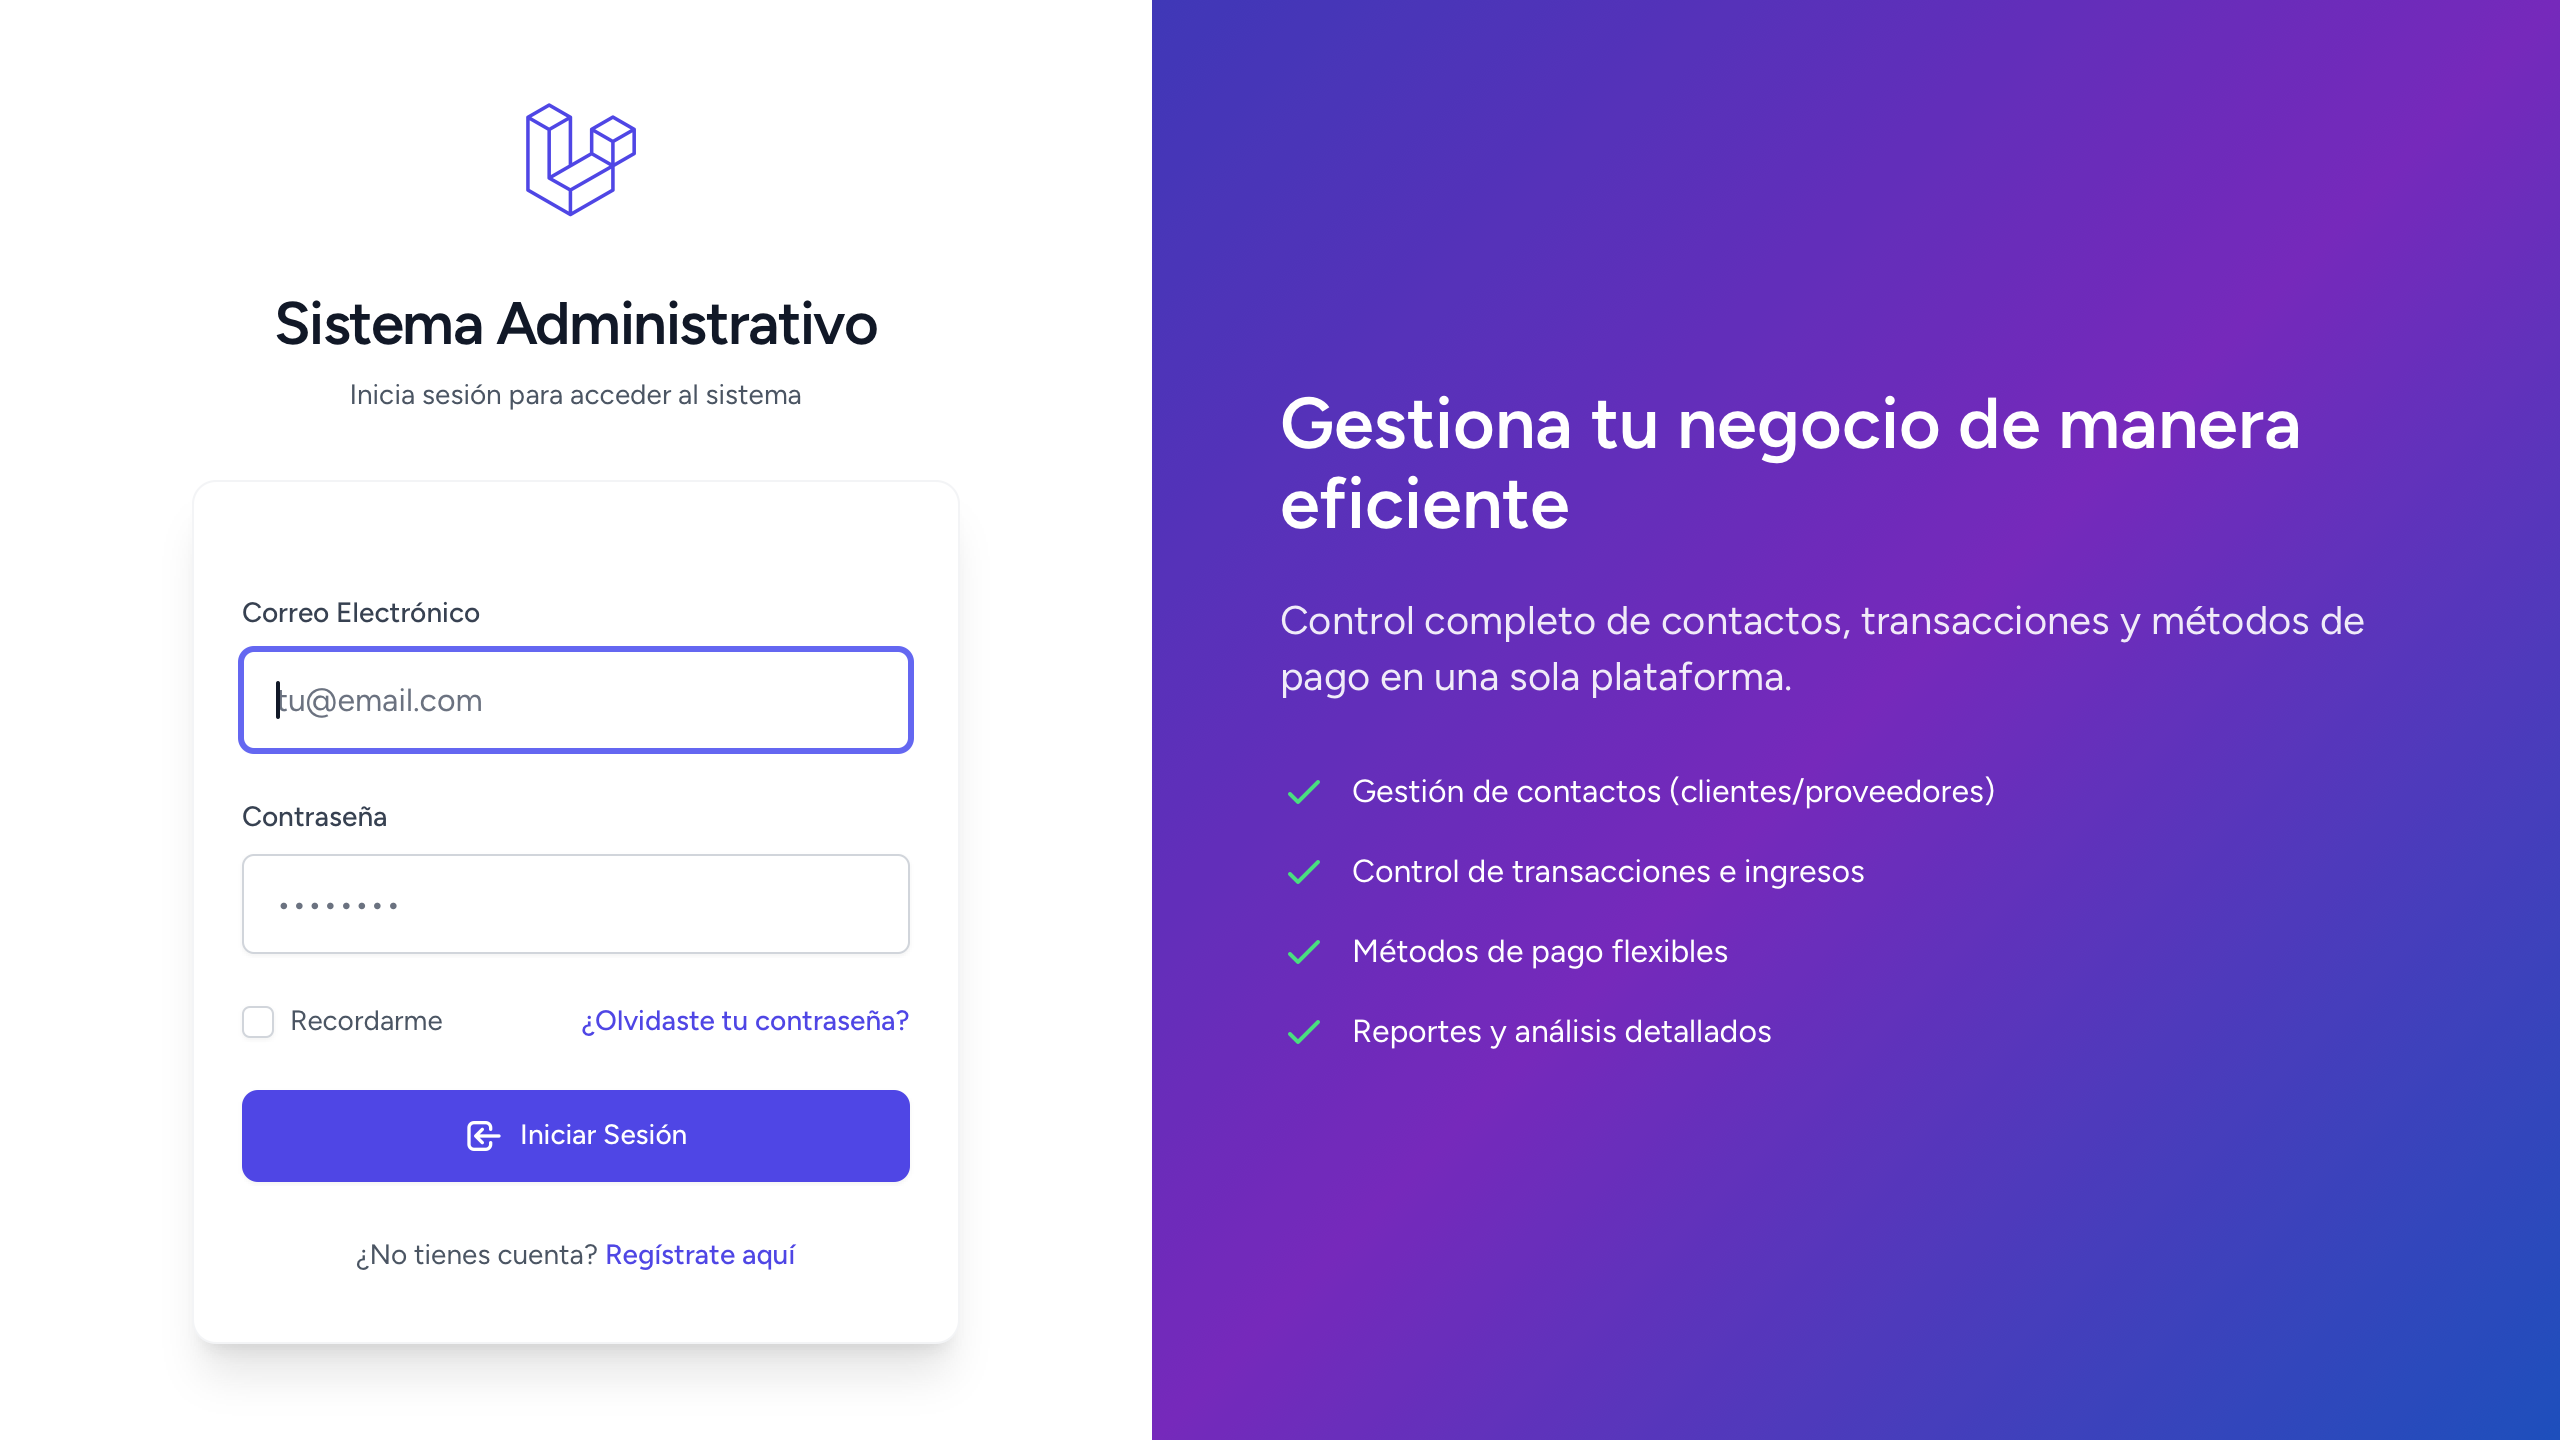 Sistema Administrativo
Inicia sesión para acceder al sistema
Correo Electrónico
tu@email.com
Contraseña
••••••••
Recordarme
¿Olvidaste tu contraseña?
Iniciar Sesión
¿No tienes cuenta? Regístrate aquí
Gestiona tu negocio de manera
eficiente
Control completo de contactos, transacciones y métodos de
pago en una sola plataforma.
Gestión de contactos (clientes/proveedores)
Control de transacciones e ingresos
Métodos de pago flexibles
Reportes y análisis detallados